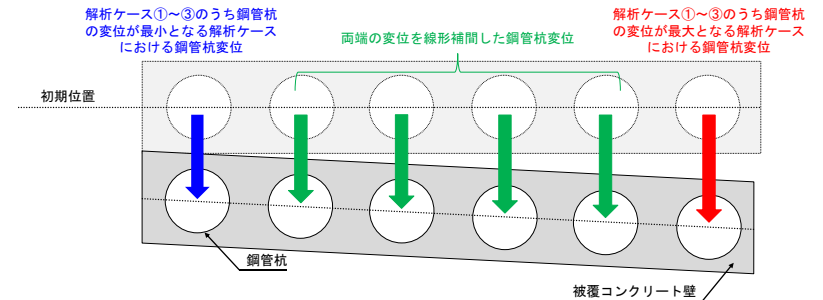 解析ケース①～③のうち鋼管杭
の変位が最小となる解析ケース
における鋼管杭変位
両端の変位を線形補間した鋼管杭変位
解析ケース①～③のうち鋼管杭
の変位が最大となる解析ケース
における鋼管杭変位
初期位置
鋼管杭
被覆コンクリート壁